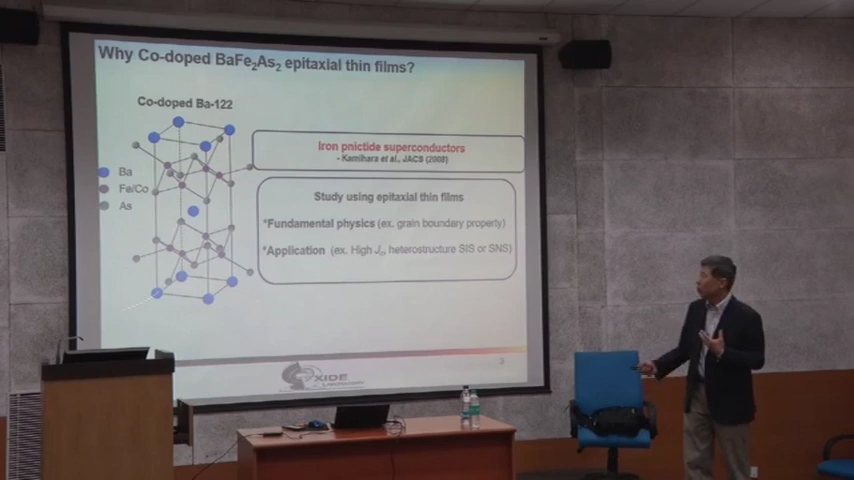 Why Co-doped BaFe₂As₂ epitaxial thin films?
Co-doped Ba-122
Ba
Fe/Co
As
Iron pnictide superconductors
- Kamihara et al., JACS (2008)
Study using epitaxial thin films
*Fundamental physics (ex. grain boundary property)
*Application (ex. High Jc, heterostructure SIS or SNS)
OXIDE
3